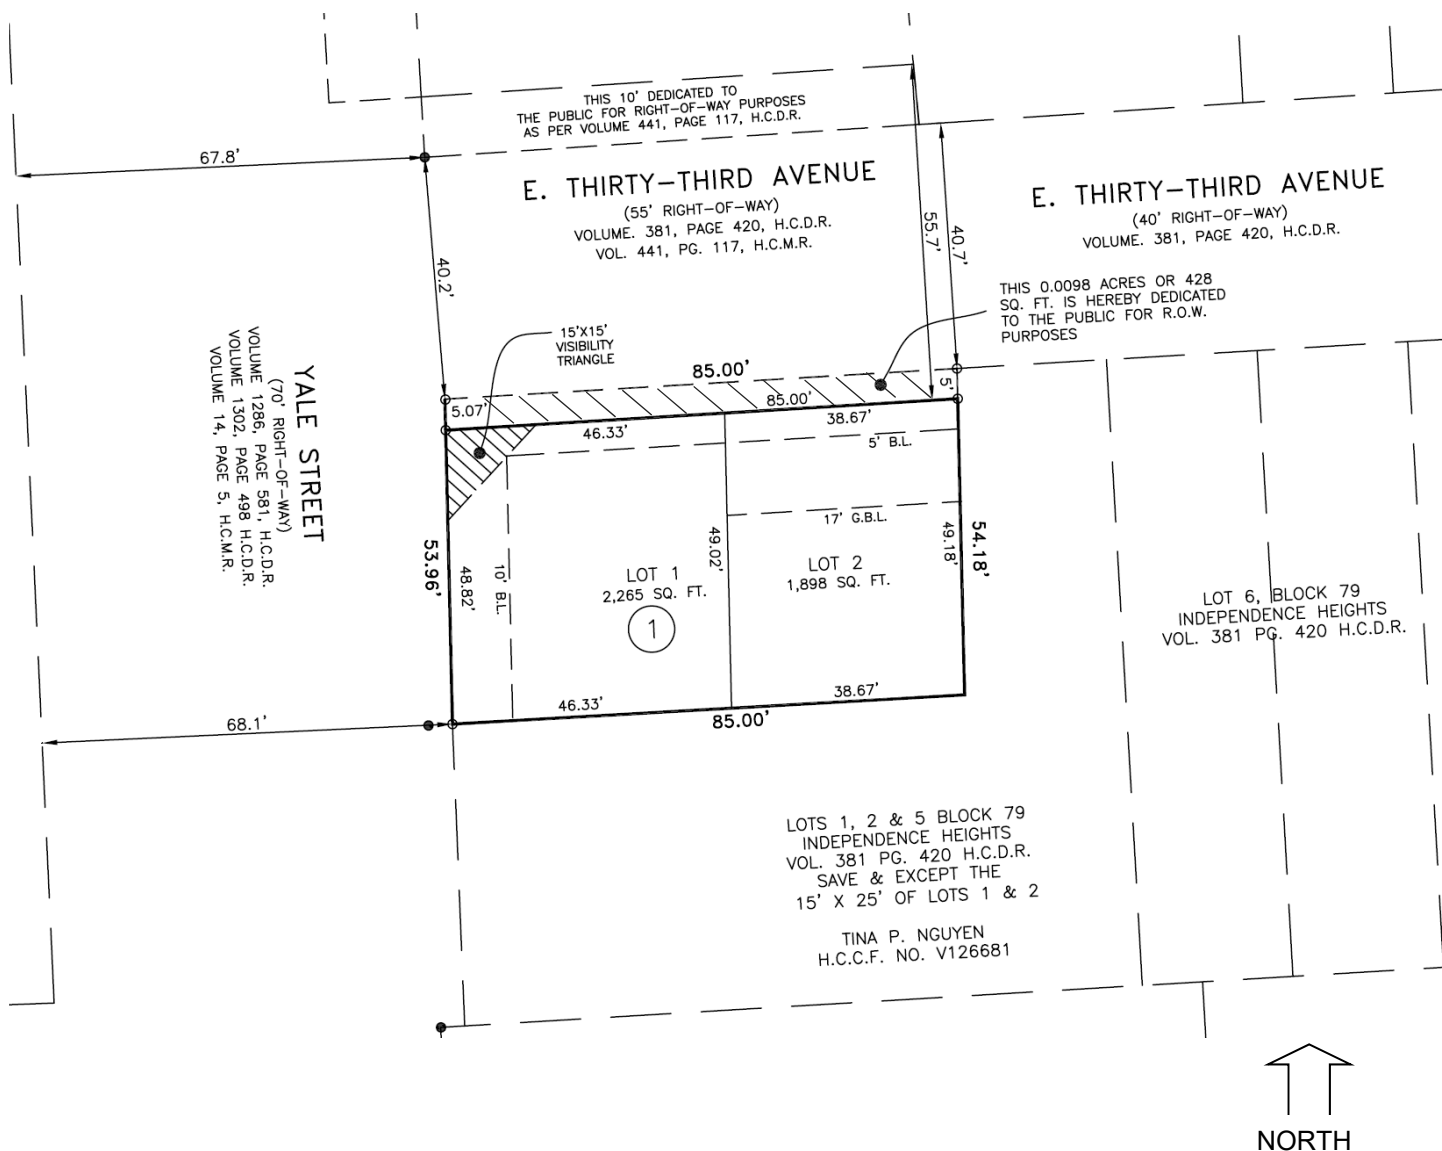 THIS 10' DEDICATED TO
THE PUBLIC FOR RIGHT-OF-WAY PURPOSES
AS PER VOLUME 441, PAGE 117, H.C.D.R.
67.8'
E. THIRTY-THIRD AVENUE
(55' RIGHT-OF-WAY)
VOLUME. 381, PAGE 420, H.C.D.R.
VOL. 441, PG. 117, H.C.M.R.
E. THIRTY-THIRD AVENUE
(40' RIGHT-OF-WAY)
VOLUME. 381, PAGE 420, H.C.D.R.
40.2'
55.7'
40.7'
THIS 0.0098 ACRES OR 428
SQ. FT. IS HEREBY DEDICATED
TO THE PUBLIC FOR R.O.W.
PURPOSES
15'X15'
VISIBILITY
TRIANGLE
85.00'
5'
5.07'
85.00'
46.33'
38.67'
5' B.L.
17' G.B.L.
YALE STREET
(70' RIGHT-OF-WAY)
VOLUME 1286, PAGE 581, H.C.D.R.
VOLUME 1302, PAGE 498 H.C.D.R.
VOLUME 14, PAGE 5, H.C.M.R.
53.96'
48.82'
10' B.L.
49.02'
49.18'
54.18'
LOT 1
2,265 SQ. FT.
1
LOT 2
1,898 SQ. FT.
LOT 6, BLOCK 79
INDEPENDENCE HEIGHTS
VOL. 381 PG. 420 H.C.D.R.
46.33'
38.67'
85.00'
68.1'
LOTS 1, 2 & 5 BLOCK 79
INDEPENDENCE HEIGHTS
VOL. 381 PG. 420 H.C.D.R.
SAVE & EXCEPT THE
15' X 25' OF LOTS 1 & 2
TINA P. NGUYEN
H.C.C.F. NO. V126681
NORTH